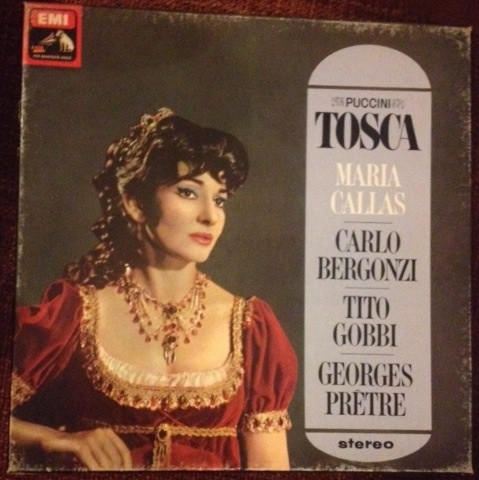 EMI
PUCCINI
TOSCA
MARIA
CALLAS
CARLO
BERGONZI
TITO
GOBBI
GEORGES
PRÊTRE
stereo